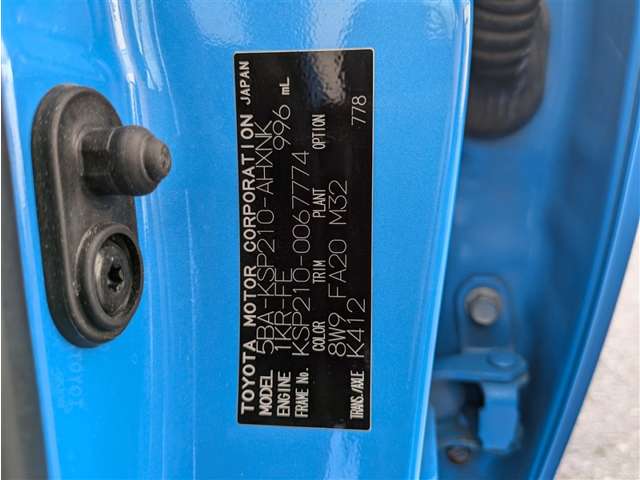 TOYOTA MOTOR CORPORATION JAPAN
MODEL 5BA-KSP210-AHXNK
ENGINE 1KR-FE 996 mL
FRAME No. KSP210-0067774
COLOR TRIM PLANT OPTION
8W9 FA20 M32
TRANS./AXLE K412 778
TOYOT